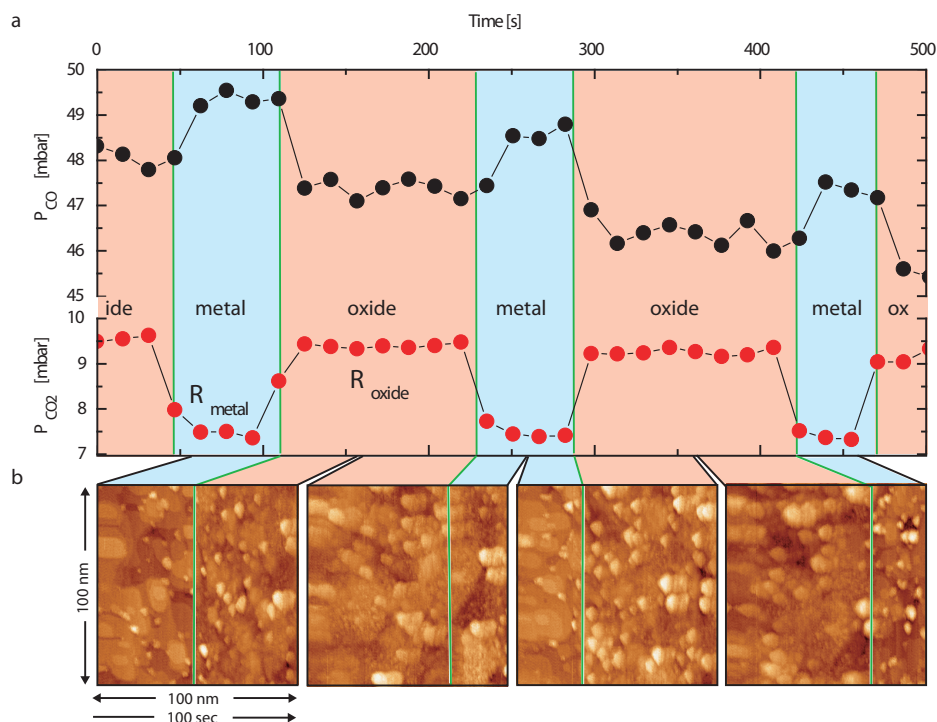 a
Time [s]
0 100 200 300 400 500
50
49
48
47
46
45
P CO [mbar]
ide metal oxide metal oxide metal ox
10
9
8
7
P CO2 [mbar]
R metal
R oxide
b
100 nm
100 nm
100 sec